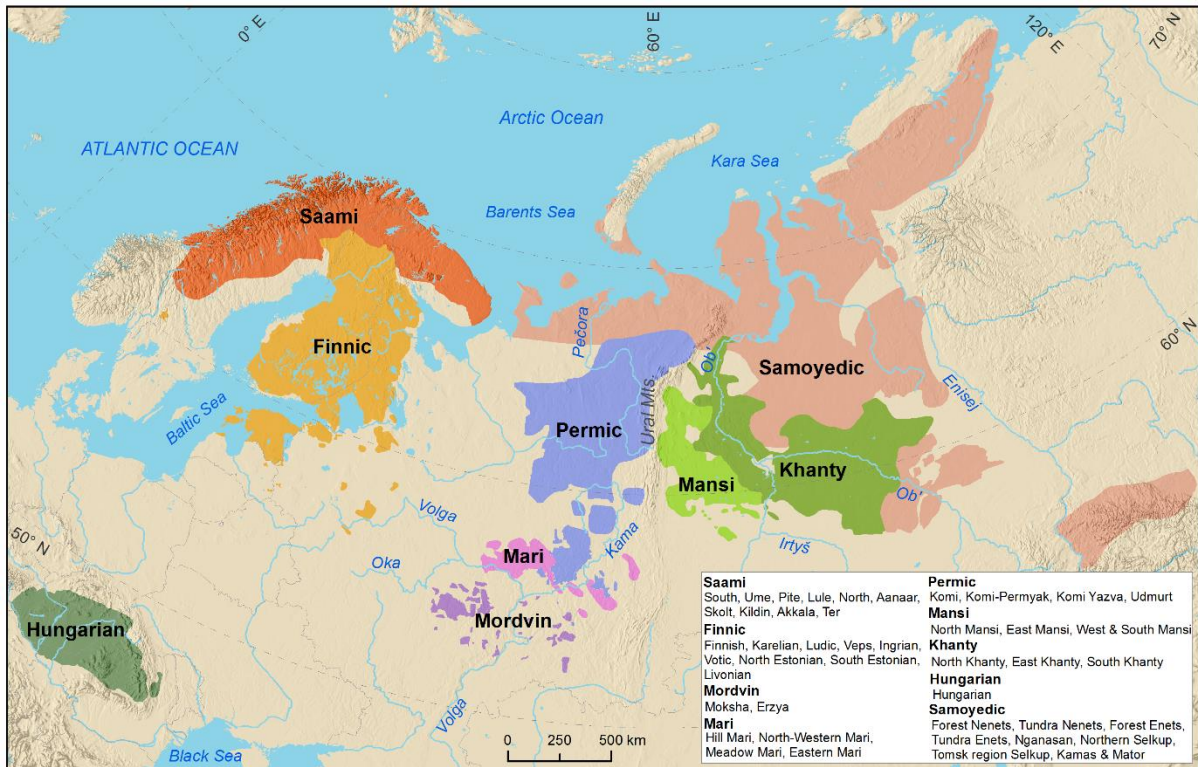 0° E
60° E
120° E
70° N
Arctic Ocean
ATLANTIC OCEAN
Kara Sea
Barents Sea
Saami
Pečora
Ob'
60° N
Finnic
Samoyedic
Enisej
Baltic Sea
Ural Mts.
Permic
Khanty
Mansi
Ob'
Volga
Kama
Irtyš
50° N
Oka
Mari
Mordvin
Hungarian
Volga
Black Sea
0 250 500 km
Saami
South, Ume, Pite, Lule, North, Aanaar,
Skolt, Kildin, Akkala, Ter
Finnic
Finnish, Karelian, Ludic, Veps, Ingrian,
Votic, North Estonian, South Estonian,
Livonian
Mordvin
Moksha, Erzya
Mari
Hill Mari, North-Western Mari,
Meadow Mari, Eastern Mari
Permic
Komi, Komi-Permyak, Komi Yazva, Udmurt
Mansi
North Mansi, East Mansi, West & South Mansi
Khanty
North Khanty, East Khanty, South Khanty
Hungarian
Hungarian
Samoyedic
Forest Nenets, Tundra Nenets, Forest Enets,
Tundra Enets, Nganasan, Northern Selkup,
Tomsk region Selkup, Kamas & Mator